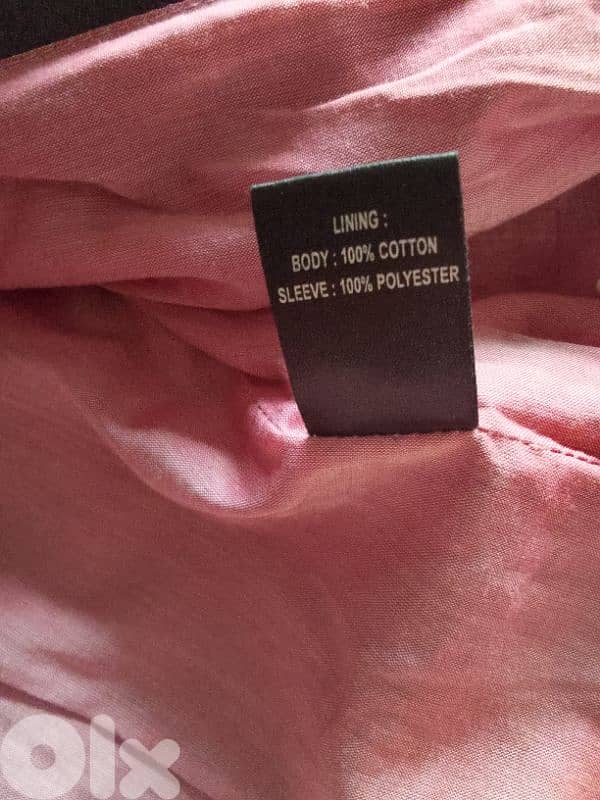 LINING :
BODY : 100% COTTON
SLEEVE : 100% POLYESTER
Olx